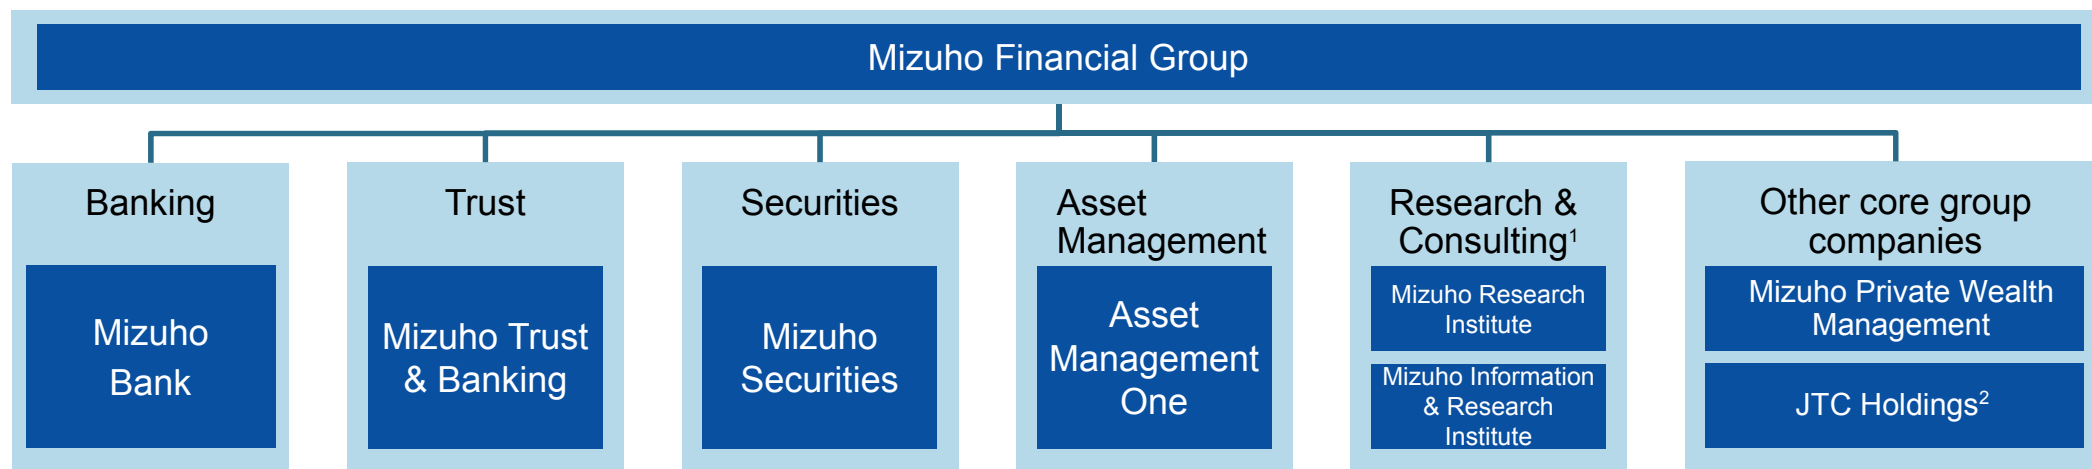 Mizuho Financial Group
Banking
Mizuho
Bank
Trust
Mizuho Trust
& Banking
Securities
Mizuho
Securities
Asset
Management
Asset
Management
One
Research &
Consulting¹
Mizuho Research
Institute
Mizuho Information
& Research
Institute
Other core group
companies
Mizuho Private Wealth
Management
JTC Holdings²